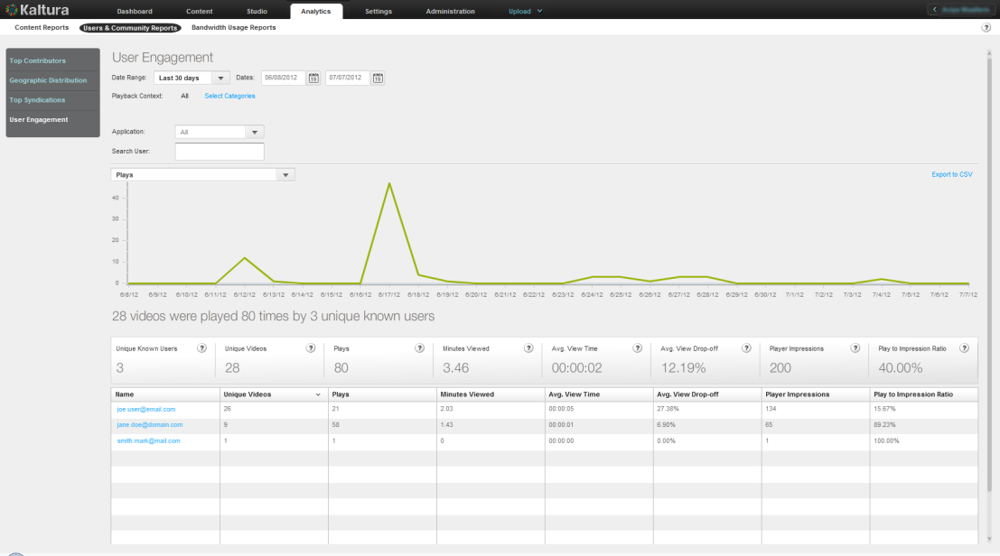 Kaltura Dashboard Content Studio Analytics Settings Administration Upload
Content Reports Users & Community Reports Bandwidth Usage Reports ?
Top Contributors
Geographic Distribution
Top Syndications
User Engagement
User Engagement
Date Range: Last 30 days Dates: 06/08/2012 15 07/07/2012 15
Playback Context: All Select Categories
Application: All
Search User:
Plays Export to CSV
40
30
20
10
0
6/8/12 6/9/12 6/10/12 6/11/12 6/12/12 6/13/12 6/14/12 6/15/12 6/16/12 6/17/12 6/18/12 6/19/12 6/20/12 6/21/12 6/22/12 6/23/12 6/24/12 6/25/12 6/26/12 6/27/12 6/28/12 6/29/12 6/30/12 7/1/12 7/2/12 7/3/12 7/4/12 7/5/12 7/6/12 7/7/12
28 videos were played 80 times by 3 unique known users
Unique Known Users ? Unique Videos ? Plays ? Minutes Viewed ? Avg. View Time ? Avg. View Drop-off ? Player Impressions ? Play to Impression Ratio ?
3 28 80 3.46 00:00:02 12.19% 200 40.00%
Name Unique Videos Plays Minutes Viewed Avg. View Time Avg. View Drop-off Player Impressions Play to Impression Ratio
joe.user@email.com 26 21 2.03 00:00:05 27.38% 134 15.67%
jane.doe@domain.com 9 58 1.43 00:00:01 6.90% 65 89.23%
smith.mark@mail.com 1 1 0 00:00:00 0.00% 1 100.00%